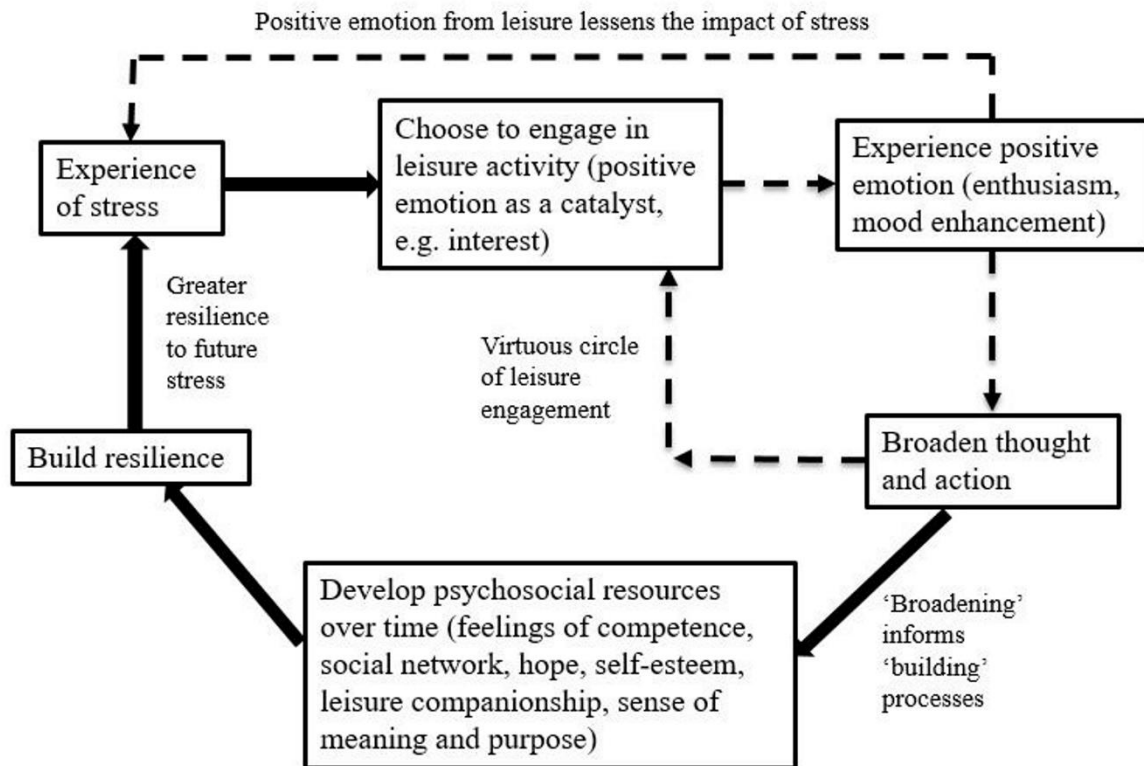 Positive emotion from leisure lessens the impact of stress
Experience
of stress
Choose to engage in
leisure activity (positive
emotion as a catalyst,
e.g. interest)
Experience positive
emotion (enthusiasm,
mood enhancement)
Greater
resilience
to future
stress
Virtuous circle
of leisure
engagement
Build resilience
Broaden thought
and action
Develop psychosocial resources
over time (feelings of competence,
social network, hope, self-esteem,
leisure companionship, sense of
meaning and purpose)
‘Broadening’
informs
‘building’
processes